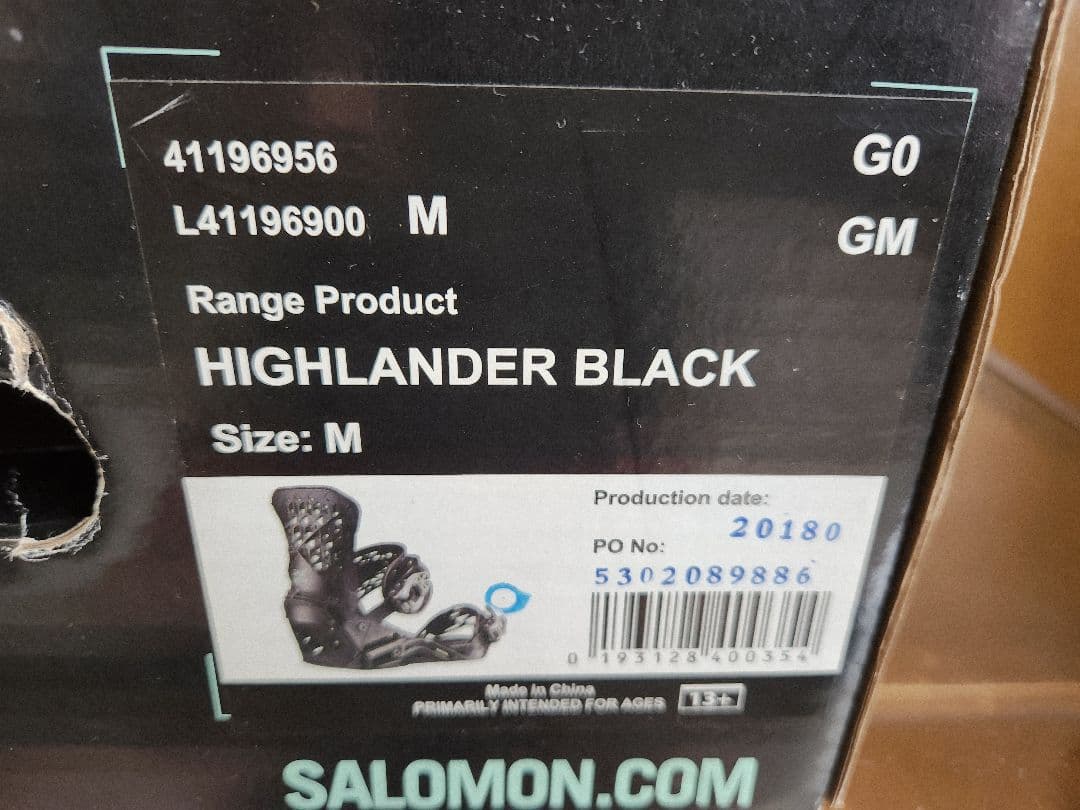 41196956 G0
L41196900 M GM
Range Product
HIGHLANDER BLACK
Size: M
Production date:
20180
PO No:
5302089886
0 193128 400354
Made in China
PRIMARILY INTENDED FOR AGES 13+
SALOMON.COM